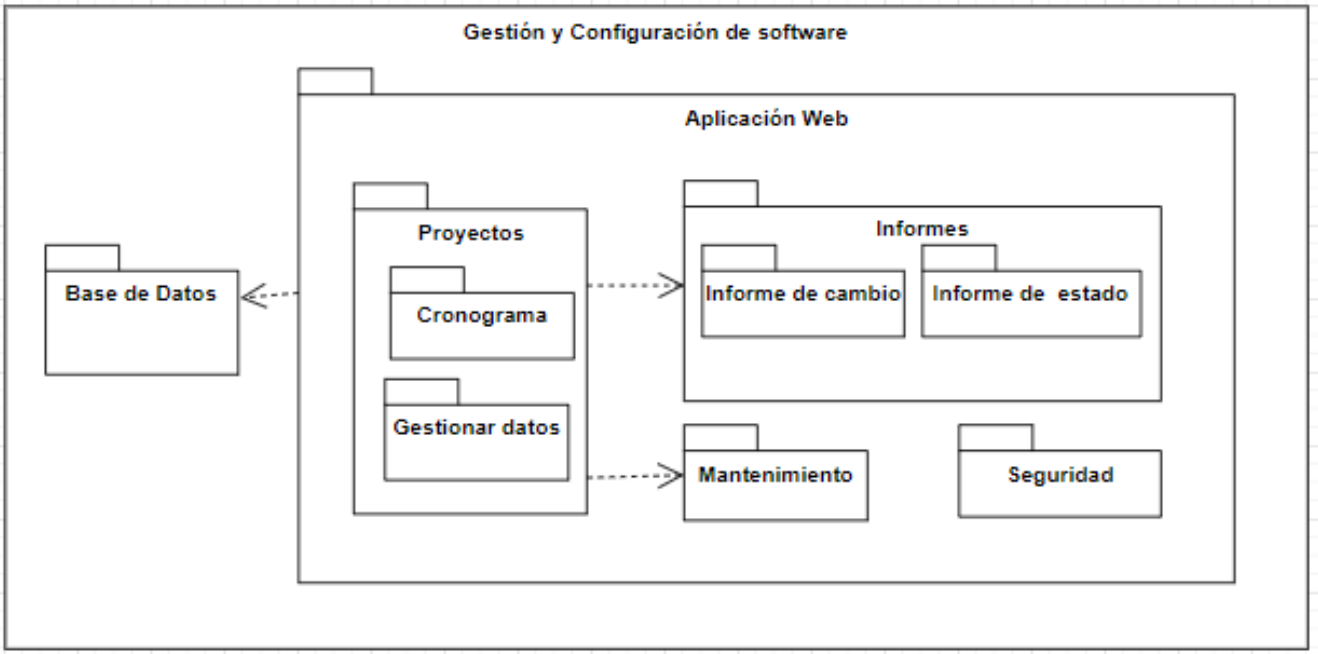 Gestión y Configuración de software
Aplicación Web
Proyectos
Informes
Base de Datos
Cronograma
Informe de cambio
Informe de estado
Gestionar datos
Mantenimiento
Seguridad